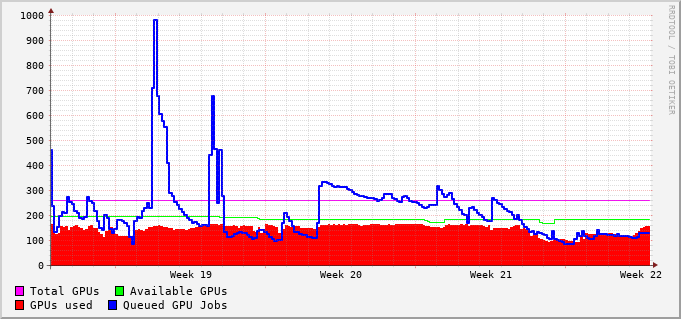 RRDTOOL / TOBI OETIKER
1000
900
800
700
600
500
400
300
200
100
0
Week 19 Week 20 Week 21 Week 22
Total GPUs Available GPUs
GPUs used Queued GPU Jobs